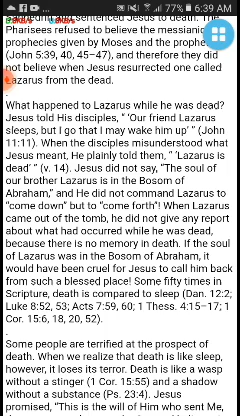 77% 6:39 AM
sentenced Jesus to death. The
Pharisees refused to believe the messianic
prophecies given by Moses and the prophe
(John 5:39, 40, 45–47), and therefore they did
not believe when Jesus resurrected one called
Lazarus from the dead.
.
What happened to Lazarus while he was dead?
Jesus told His disciples, “ ‘Our friend Lazarus
sleeps, but I go that I may wake him up’ ” (John
11:11). When the disciples misunderstood what
Jesus meant, He plainly told them, “ ‘Lazarus is
dead’ ” (v. 14). Jesus did not say, “The soul of
our brother Lazarus is in the Bosom of
Abraham,” and He did not command Lazarus to
“come down” but to “come forth”! When Lazarus
came out of the tomb, he did not give any report
about what had occurred while he was dead,
because there is no memory in death. If the soul
of Lazarus was in the Bosom of Abraham, it
would have been cruel for Jesus to call him back
from such a blessed place! Some fifty times in
Scripture, death is compared to sleep (Dan. 12:2;
Luke 8:52, 53; Acts 7:59, 60; 1 Thess. 4:15–17; 1
Cor. 15:6, 18, 20, 52).
.
Some people are terrified at the prospect of
death. When we realize that death is like sleep,
however, it loses its terror. Death is like a wasp
without a stinger (1 Cor. 15:55) and a shadow
without a substance (Ps. 23:4). Jesus
promised, “This is the will of Him who sent Me,